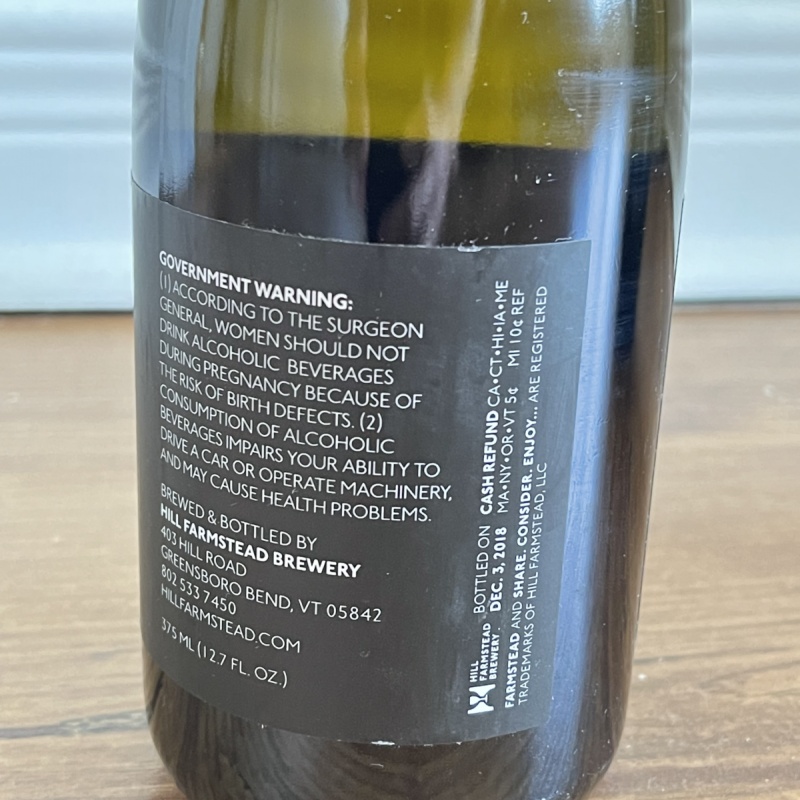 GOVERNMENT WARNING:
(1) ACCORDING TO THE SURGEON
GENERAL, WOMEN SHOULD NOT
DRINK ALCOHOLIC BEVERAGES
DURING PREGNANCY BECAUSE OF
THE RISK OF BIRTH DEFECTS. (2)
CONSUMPTION OF ALCOHOLIC
BEVERAGES IMPAIRS YOUR ABILITY TO
DRIVE A CAR OR OPERATE MACHINERY,
AND MAY CAUSE HEALTH PROBLEMS.
BREWED & BOTTLED BY
HILL FARMSTEAD BREWERY
403 HILL ROAD
GREENSBORO BEND, VT 05842
802 533 7450
HILLFARMSTEAD.COM
375 ML (12.7 FL. OZ.)
HILL
FARMSTEAD
BREWERY
BOTTLED ON
DEC. 3, 2018
CASH REFUND CA•CT•HI•IA•ME
MA•NY•OR•VT 5¢ MI 10¢ REF
FARMSTEAD AND SHARE. CONSIDER. ENJOY... ARE REGISTERED
TRADEMARKS OF HILL FARMSTEAD, LLC